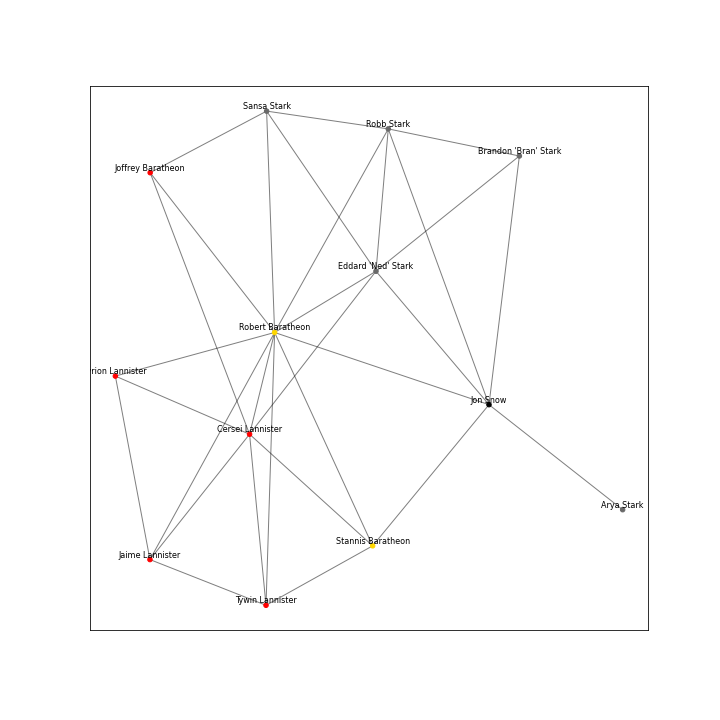 Sansa Stark
Robb Stark
Brandon 'Bran' Stark
Joffrey Baratheon
Eddard 'Ned' Stark
Robert Baratheon
rion Lannister
Jon Snow
Cersei Lannister
Arya Stark
Stannis Baratheon
Jaime Lannister
Tywin Lannister